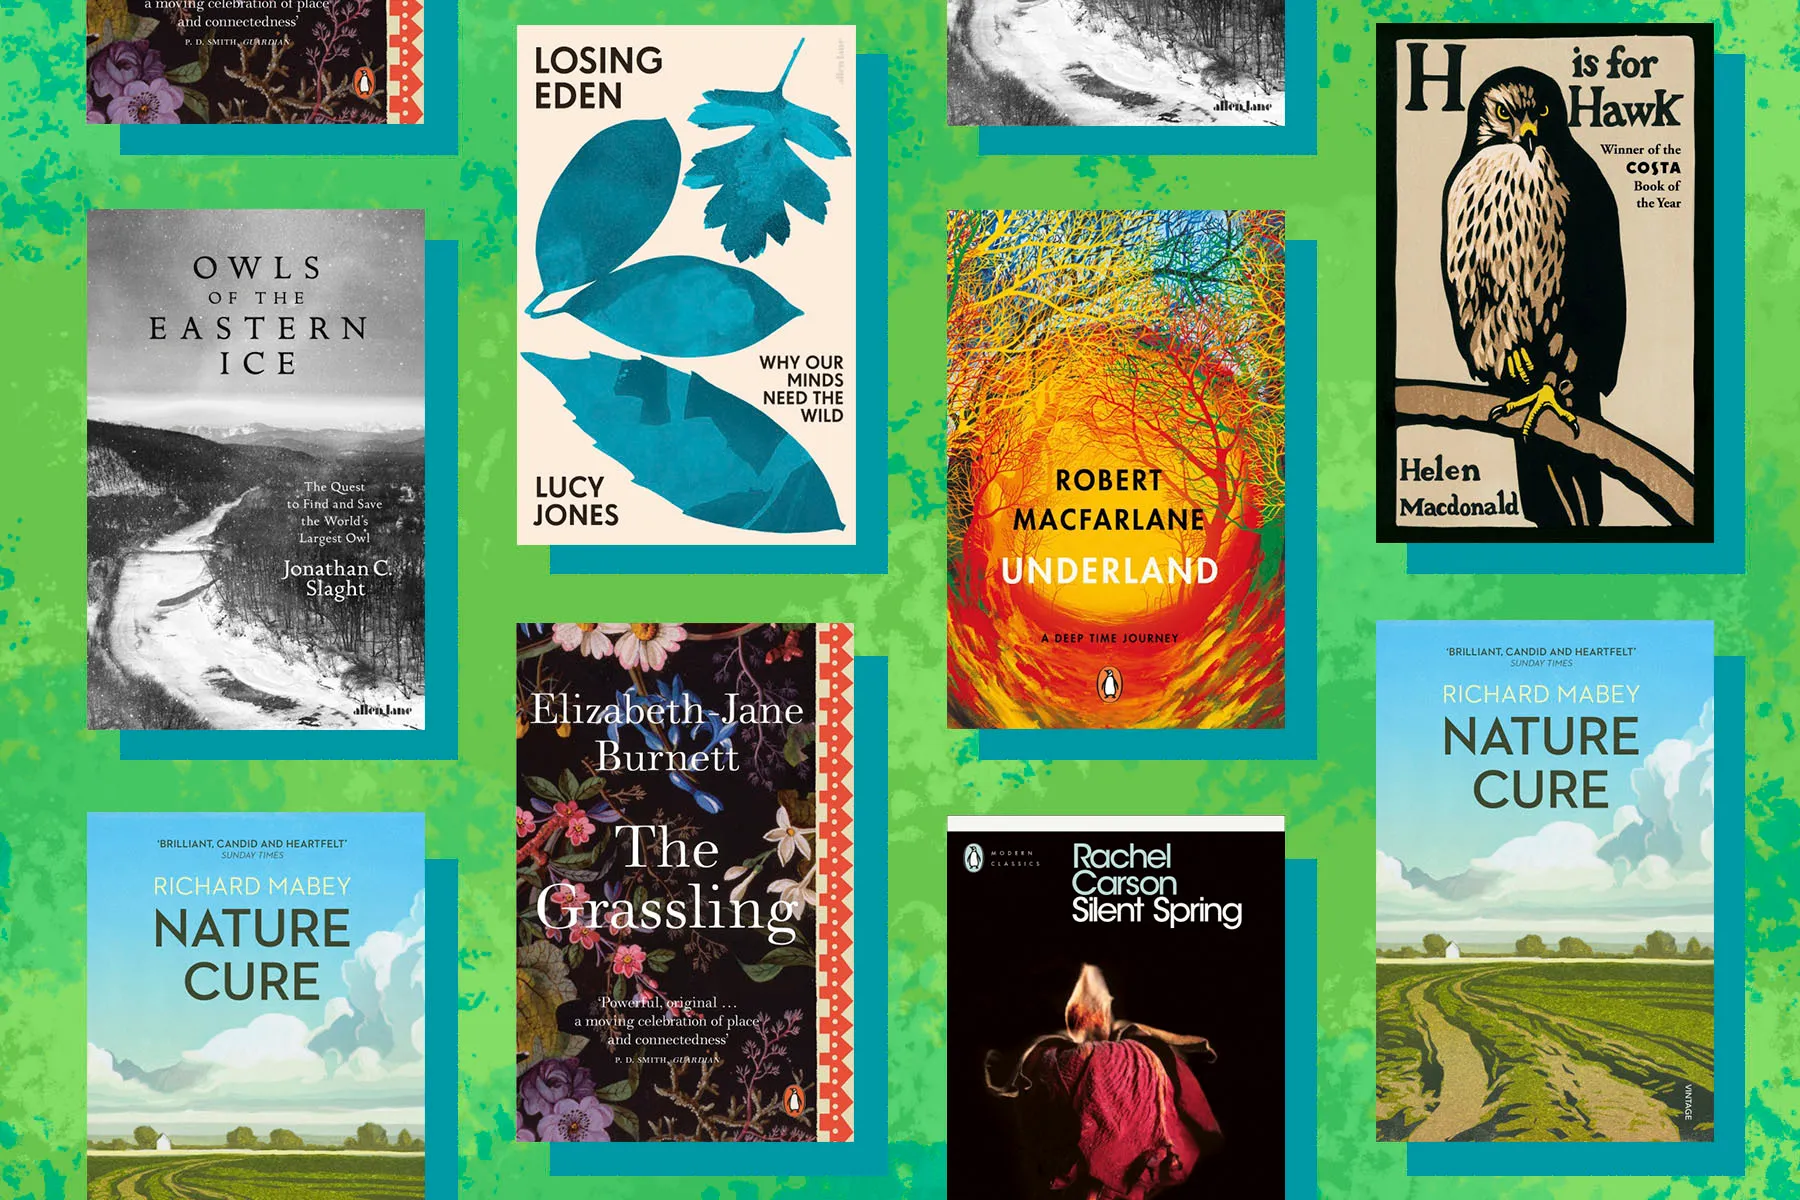 a moving celebration of place
and connectedness’
P. D. SMITH, GUARDIAN
OWLS
OF THE
EASTERN
ICE
The Quest
to Find and Save
the World’s
Largest Owl
Jonathan C.
Slaght
allen lane
‘BRILLIANT, CANDID AND HEARTFELT’
SUNDAY TIMES
RICHARD MABEY
NATURE
CURE
LOSING
EDEN
allen lane
WHY OUR
MINDS
NEED THE
WILD
LUCY
JONES
Elizabeth-Jane
Burnett
The
Grassling
‘Powerful, original …
a moving celebration of place
and connectedness’
P. D. SMITH, GUARDIAN
allen lane
ROBERT
MACFARLANE
UNDERLAND
A DEEP TIME JOURNEY
MODERN
CLASSICS
Rachel
Carson
Silent Spring
H is for
Hawk
Winner of the
COSTA
Book of
the Year
Helen
Macdonald
‘BRILLIANT, CANDID AND HEARTFELT’
SUNDAY TIMES
RICHARD MABEY
NATURE
CURE
VINTAGE